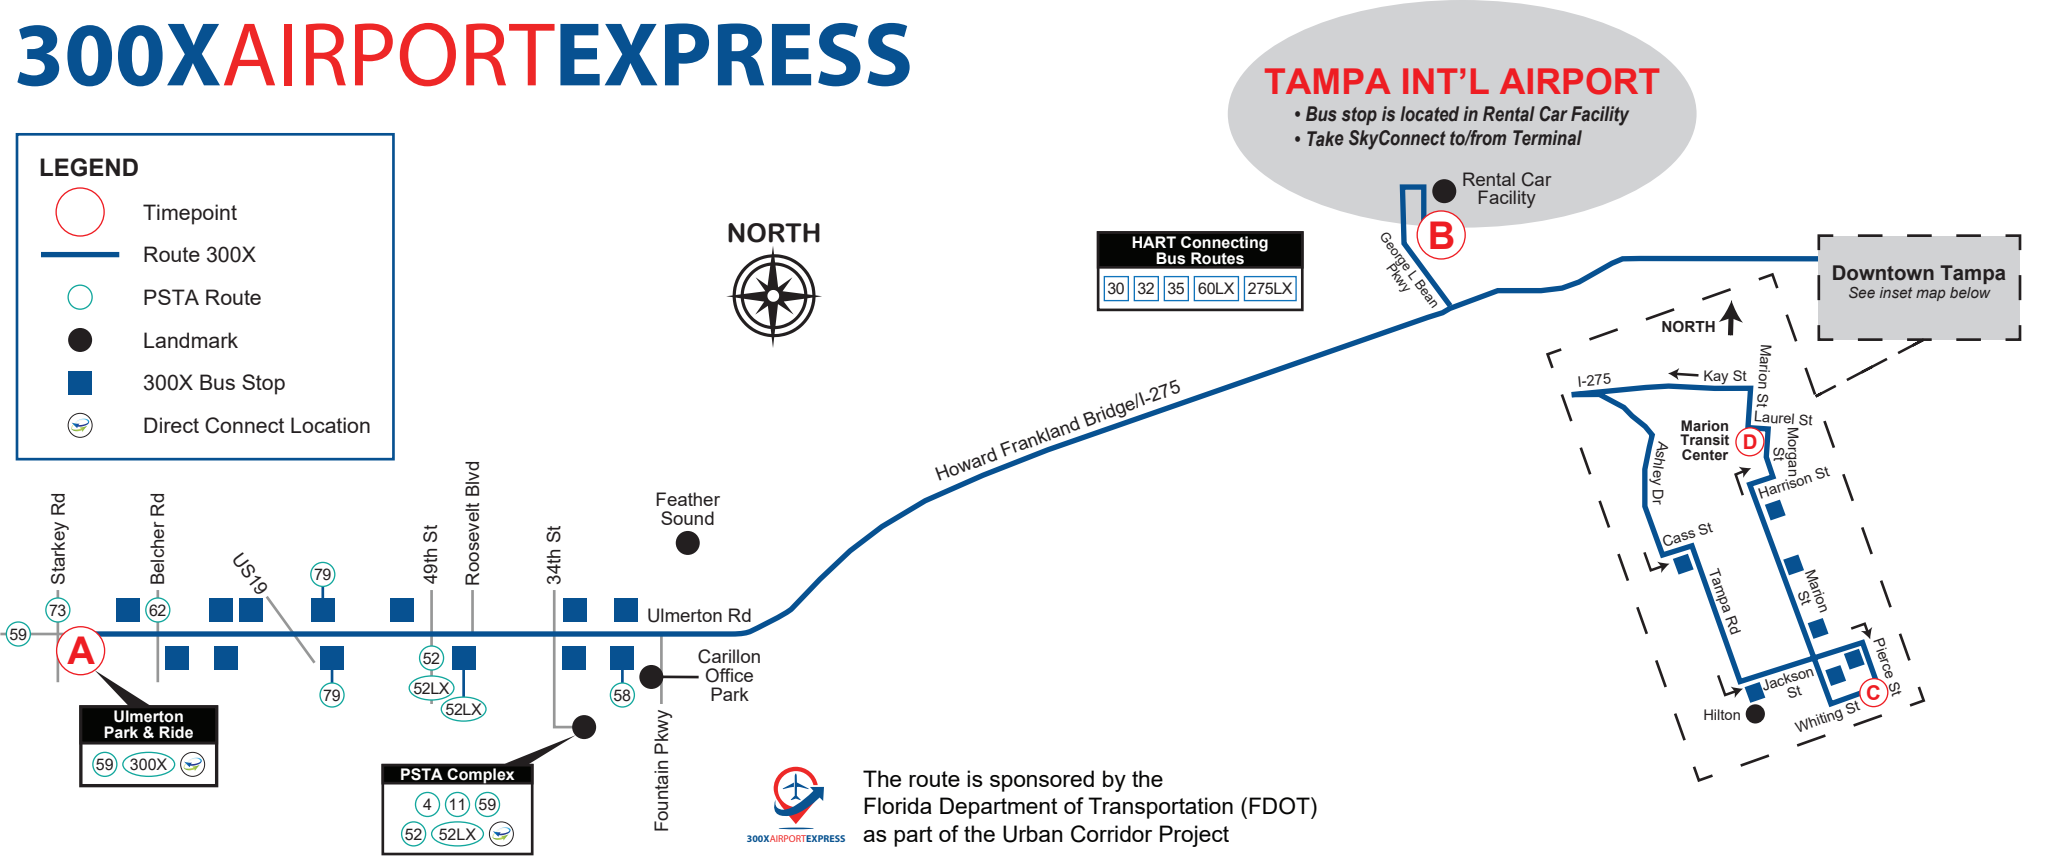 300XAIRPORTEXPRESS
TAMPA INT'L AIRPORT
• Bus stop is located in Rental Car Facility
• Take SkyConnect to/from Terminal
Rental Car
Facility
B
George L. Bean
Pkwy
LEGEND
Timepoint
Route 300X
PSTA Route
Landmark
300X Bus Stop
Direct Connect Location
NORTH
HART Connecting
Bus Routes
30 32 35 60LX 275LX
Downtown Tampa
See inset map below
NORTH
I-275
Kay St
Marion St
Laurel St
Marion
Transit
Center
D
Morgan
St
Harrison St
Ashley Dr
Cass St
Tampa Rd
Marion
St
Pierce St
Jackson
St
C
Whiting St
Hilton
Howard Frankland Bridge/I-275
Starkey Rd
Belcher Rd
US19
49th St
Roosevelt Blvd
34th St
Feather
Sound
Ulmerton Rd
73
62
79
59
A
52
52LX
52LX
79
58
Carillon
Office
Park
Fountain Pkwy
Ulmerton
Park & Ride
59 300X
PSTA Complex
4 11 59
52 52LX
300XAIRPORTEXPRESS
The route is sponsored by the
Florida Department of Transportation (FDOT)
as part of the Urban Corridor Project